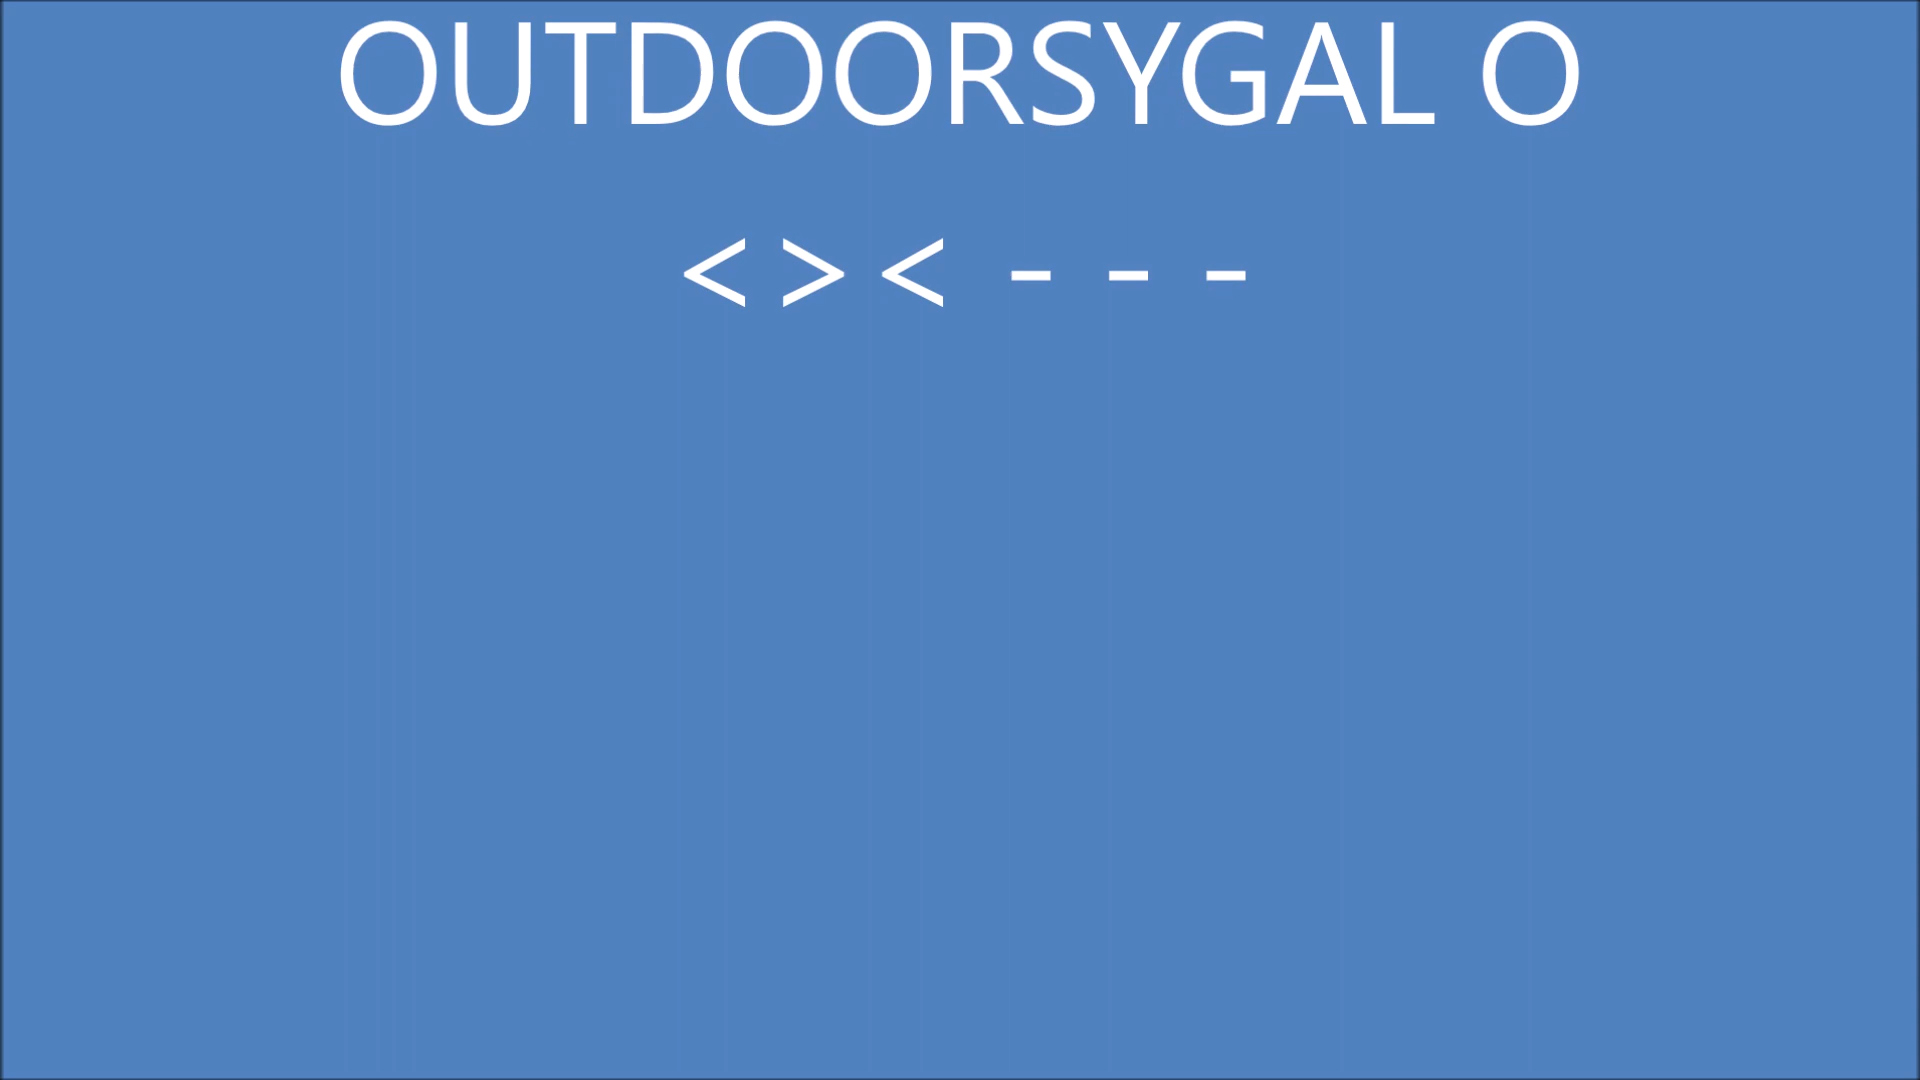 OUTDOORSYGAL O
< > < - - -